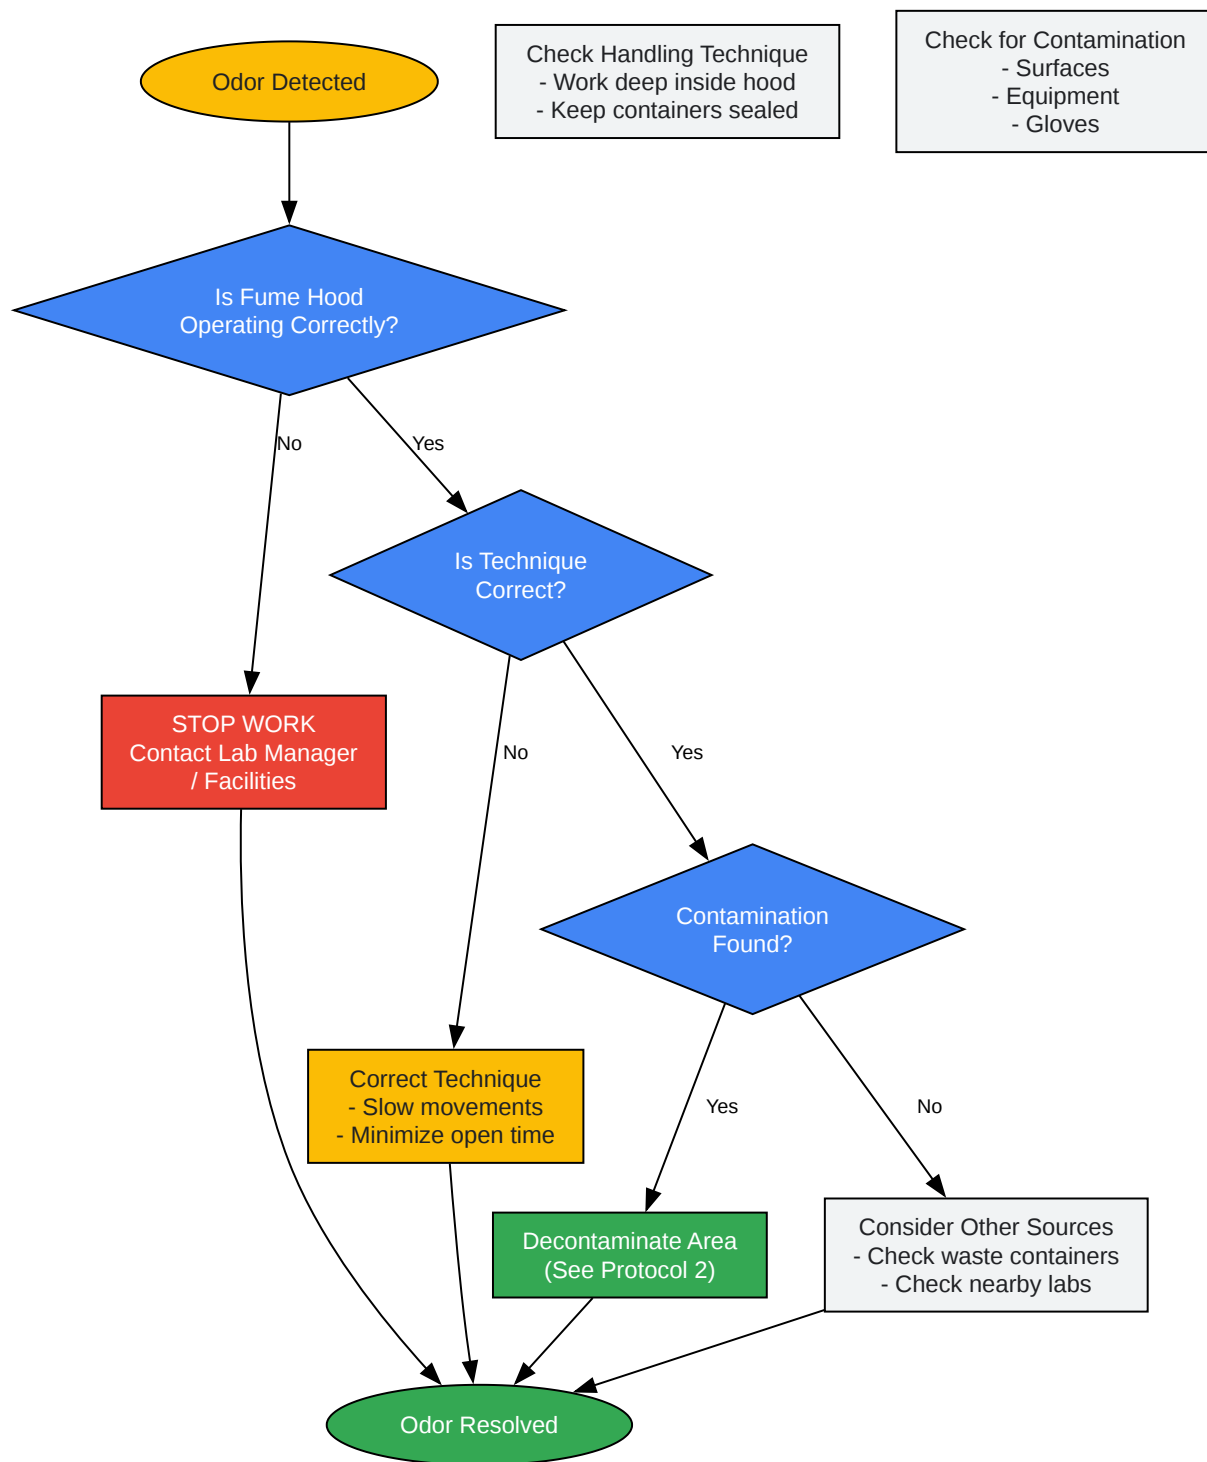 Odor Detected
Check Handling Technique
- Work deep inside hood
- Keep containers sealed
Check for Contamination
- Surfaces
- Equipment
- Gloves
Is Fume Hood
Operating Correctly?
No
Yes
Is Technique
Correct?
STOP WORK
Contact Lab Manager
/ Facilities
No
Yes
Contamination
Found?
Correct Technique
- Slow movements
- Minimize open time
Yes
No
Decontaminate Area
(See Protocol 2)
Consider Other Sources
- Check waste containers
- Check nearby labs
Odor Resolved